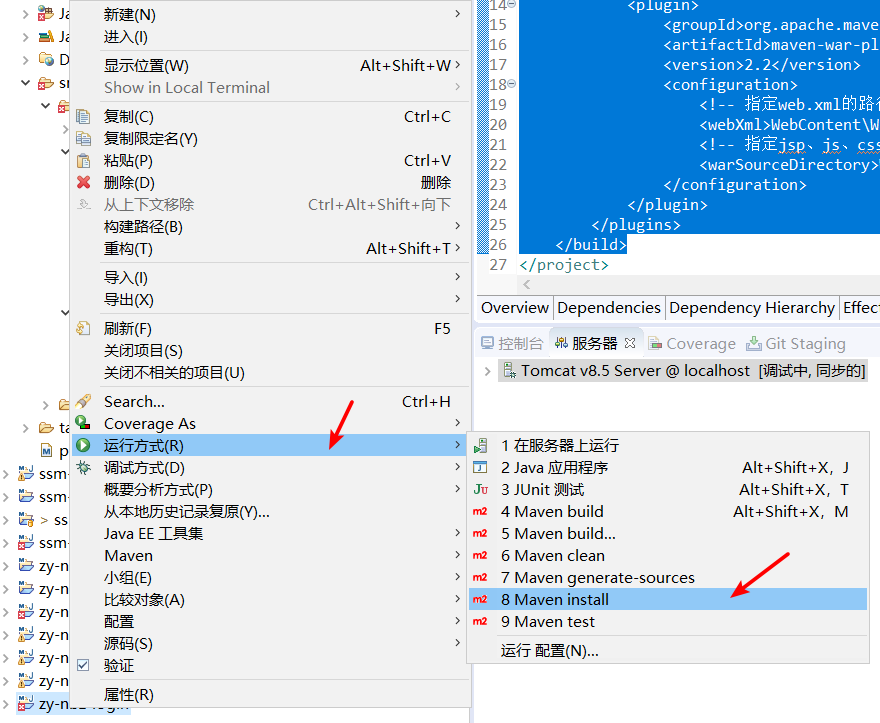 新建(N)
进入(I)
显示位置(W) Alt+Shift+W
Show in Local Terminal
复制(C) Ctrl+C
复制限定名(Y)
粘贴(P) Ctrl+V
删除(D) 删除
从上下文移除 Ctrl+Alt+Shift+向下
构建路径(B)
重构(T) Alt+Shift+T
导入(I)
导出(X)
刷新(F) F5
关闭项目(S)
关闭不相关的项目(U)
Search... Ctrl+H
Coverage As
运行方式(R)
调试方式(D)
概要分析方式(P)
从本地历史记录复原(Y)...
Java EE 工具集
Maven
小组(E)
比较对象(A)
配置
源码(S)
验证
属性(R)
ssm-
ssm-
> ss
ssm-
zy-n
zy-n
zy-n
zy-n
zy-n
zy-n
14 <plugin>
15 <groupId>org.apache.mave
16 <artifactId>maven-war-pl
17 <version>2.2</version>
18 <configuration>
19 <!-- 指定web.xml的路径
20 <webXml>WebContent\W
21 <!-- 指定jsp、js、css
22 <warSourceDirectory>
23 </configuration>
24 </plugin>
25 </plugins>
26 </build>
27 </project>
Overview Dependencies Dependency Hierarchy Effec
控制台 服务器 Coverage Git Staging
Tomcat v8.5 Server @ localhost [调试中, 同步的]
1 在服务器上运行
2 Java 应用程序 Alt+Shift+X, J
3 JUnit 测试 Alt+Shift+X, T
4 Maven build Alt+Shift+X, M
5 Maven build...
6 Maven clean
7 Maven generate-sources
8 Maven install
9 Maven test
运行 配置(N)...